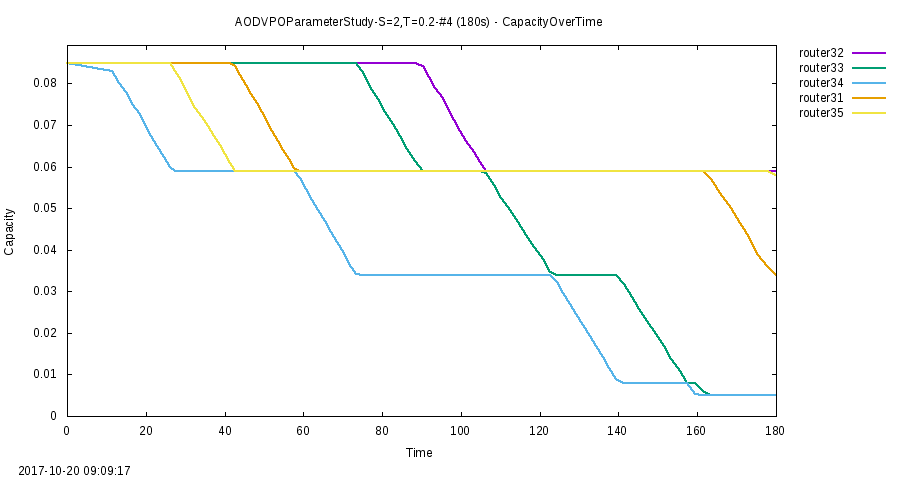 AODVPOParameterStudy-S=2,T=0.2-#4 (180s) - CapacityOverTime
router32
router33
router34
router31
router35
0.08
0.07
0.06
0.05
0.04
0.03
0.02
0.01
0
Capacity
0 20 40 60 80 100 120 140 160 180
Time
2017-10-20 09:09:17